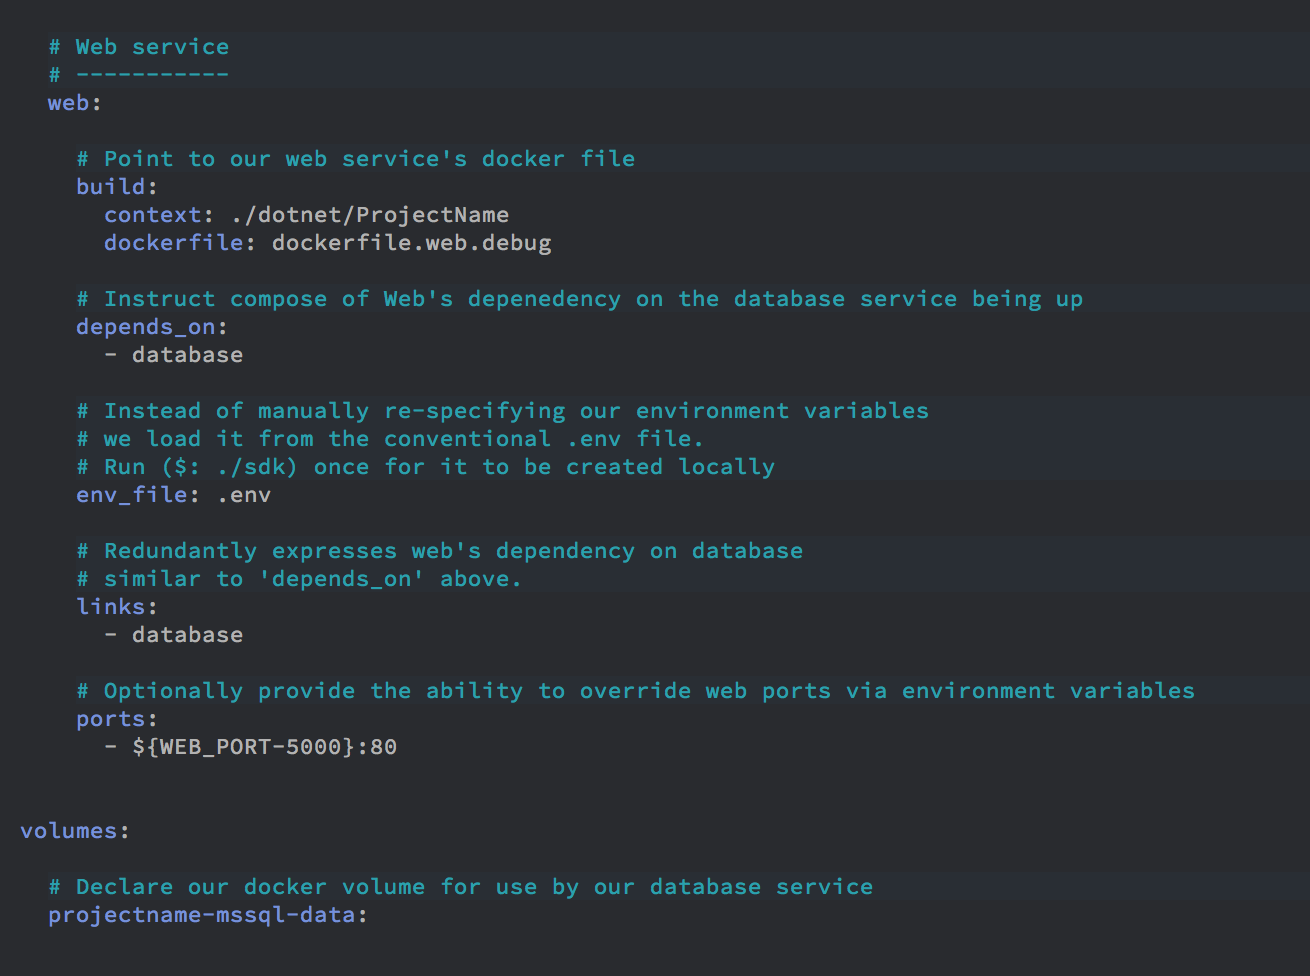 # Web service
# -----------
web:
# Point to our web service's docker file
build:
context: ./dotnet/ProjectName
dockerfile: dockerfile.web.debug
# Instruct compose of Web's depenedency on the database service being up
depends_on:
- database
# Instead of manually re-specifying our environment variables
# we load it from the conventional .env file.
# Run ($: ./sdk) once for it to be created locally
env_file: .env
# Redundantly expresses web's dependency on database
# similar to 'depends_on' above.
links:
- database
# Optionally provide the ability to override web ports via environment variables
ports:
- ${WEB_PORT-5000}:80
volumes:
# Declare our docker volume for use by our database service
projectname-mssql-data: